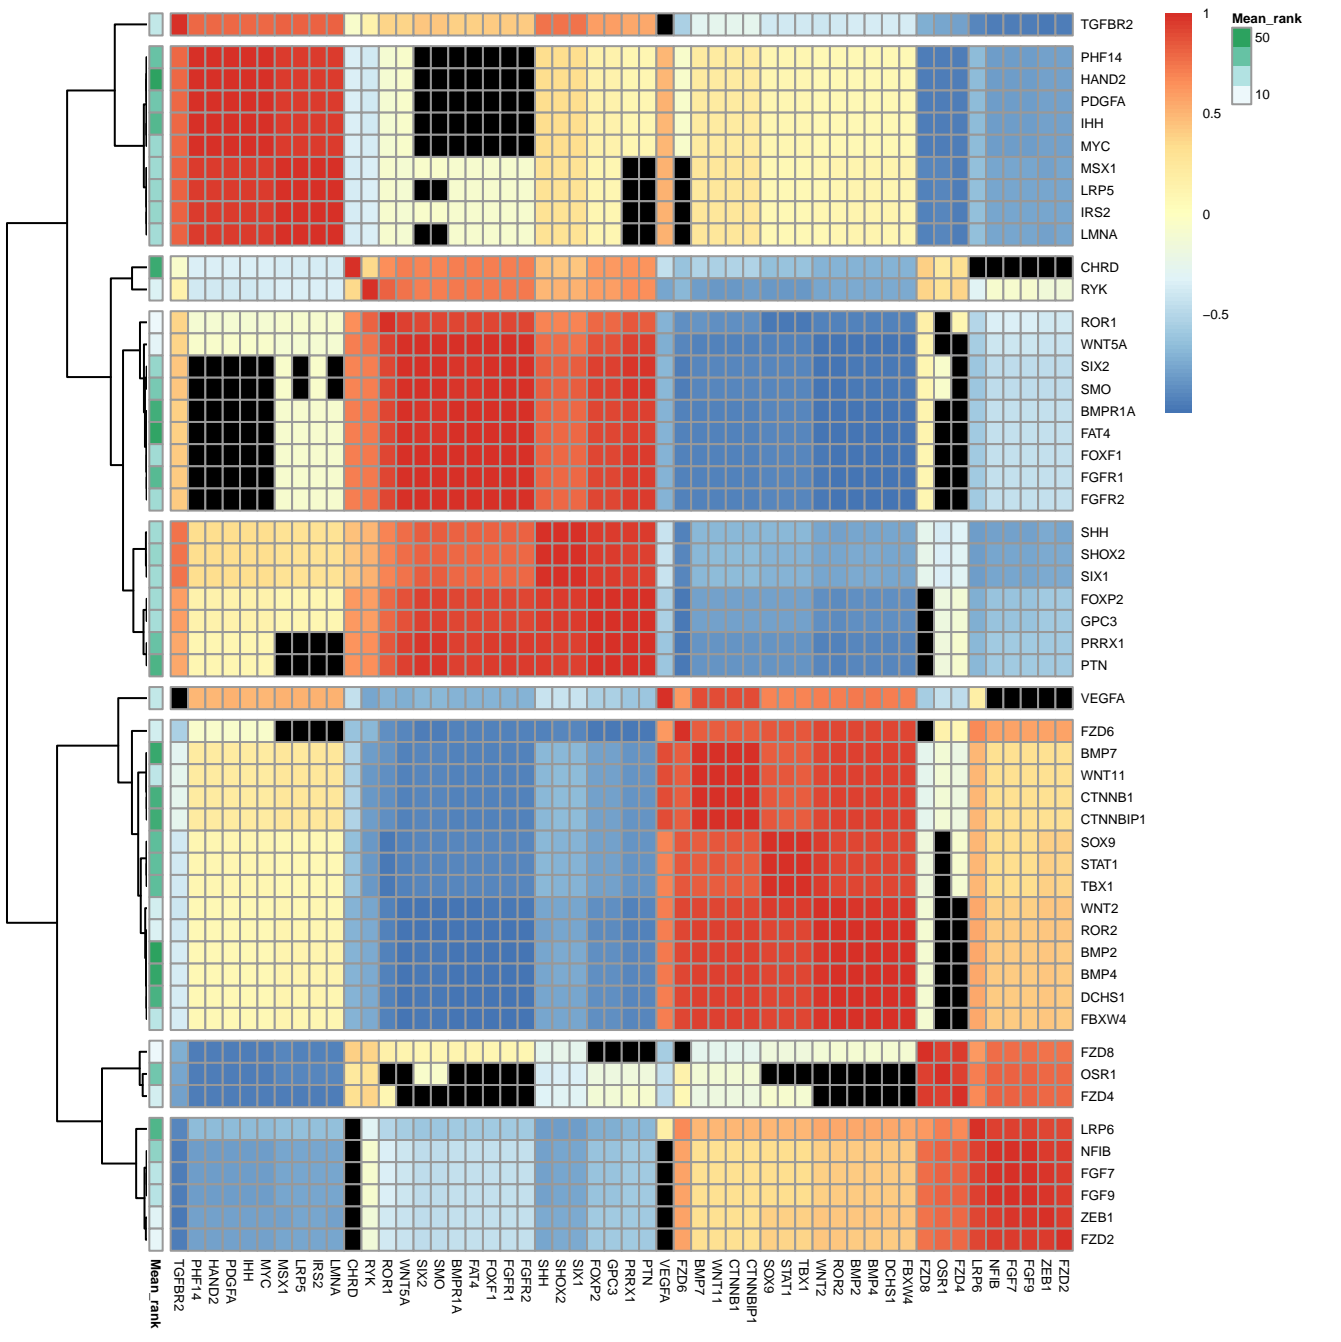 TGFBR2
PHF14
HAND2
PDGFA
IHH
MYC
MSX1
LRP5
IRS2
LMNA
CHRD
RYK
ROR1
WNT5A
SIX2
SMO
BMPR1A
FAT4
FOXF1
FGFR1
FGFR2
SHH
SHOX2
SIX1
FOXP2
GPC3
PRRX1
PTN
VEGFA
FZD6
BMP7
WNT11
CTNNB1
CTNNBIP1
SOX9
STAT1
TBX1
WNT2
ROR2
BMP2
BMP4
DCHS1
FBXW4
FZD8
OSR1
FZD4
LRP6
NFIB
FGF7
FGF9
ZEB1
FZD2
1
0.5
0
−0.5
Mean_rank
50
10
Mean_rank
TGFBR2
PHF14
HAND2
PDGFA
IHH
MYC
MSX1
LRP5
IRS2
LMNA
CHRD
RYK
ROR1
WNT5A
SIX2
SMO
BMPR1A
FAT4
FOXF1
FGFR1
FGFR2
SHH
SHOX2
SIX1
FOXP2
GPC3
PRRX1
PTN
VEGFA
FZD6
BMP7
WNT11
CTNNB1
CTNNBIP1
SOX9
STAT1
TBX1
WNT2
ROR2
BMP2
BMP4
DCHS1
FBXW4
FZD8
OSR1
FZD4
LRP6
NFIB
FGF7
FGF9
ZEB1
FZD2